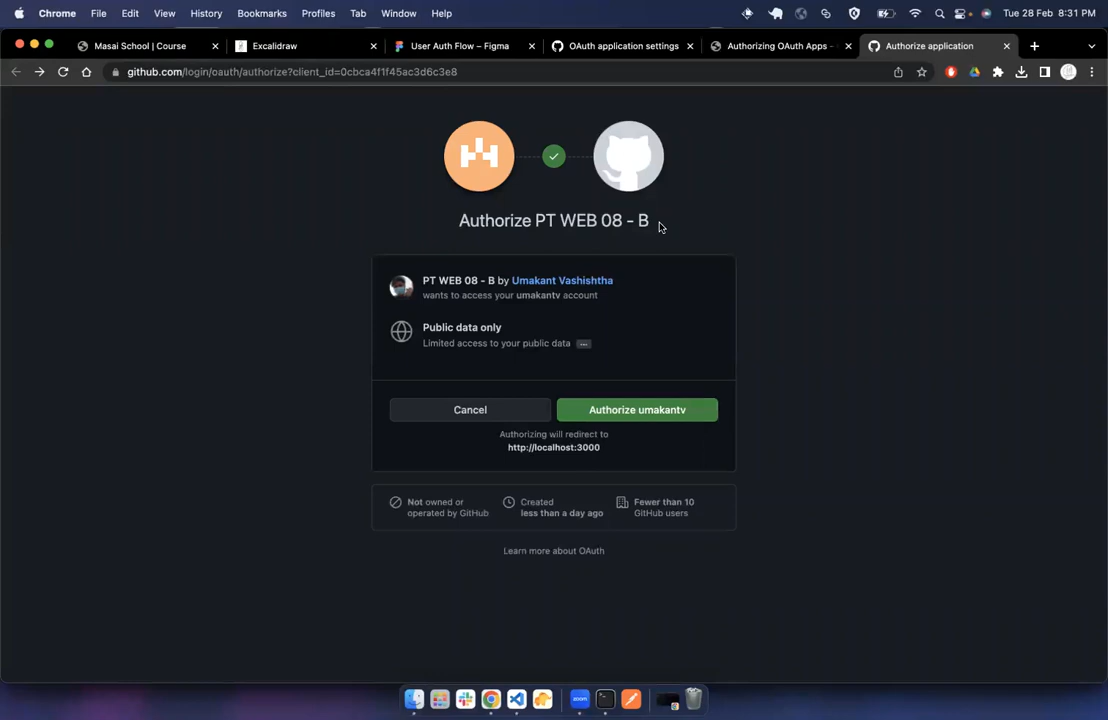 Chrome File Edit View History Bookmarks Profiles Tab Window Help Tue 28 Feb 8:31 PM
Masai School | Course Excalidraw User Auth Flow – Figma OAuth application settings Authorizing OAuth Apps - Authorize application
github.com/login/oauth/authorize?client_id=0cbca4f1f45ac3d6c3e8
Authorize PT WEB 08 - B
PT WEB 08 - B by Umakant Vashishtha
wants to access your umakantv account
Public data only
Limited access to your public data
Cancel Authorize umakantv
Authorizing will redirect to
http://localhost:3000
Not owned or Created Fewer than 10
operated by GitHub less than a day ago GitHub users
Learn more about OAuth
zoom